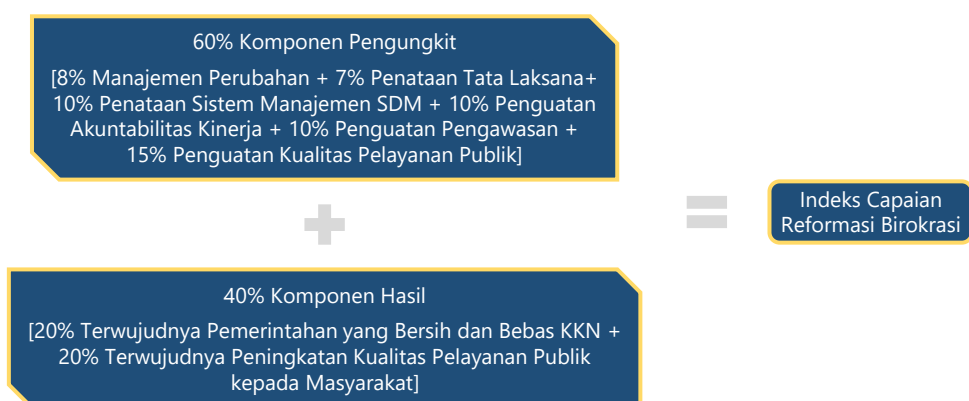 60% Komponen Pengungkit
[8% Manajemen Perubahan + 7% Penataan Tata Laksana+
10% Penataan Sistem Manajemen SDM + 10% Penguatan
Akuntabilitas Kinerja + 10% Penguatan Pengawasan +
15% Penguatan Kualitas Pelayanan Publik]
+
=
Indeks Capaian
Reformasi Birokrasi
40% Komponen Hasil
[20% Terwujudnya Pemerintahan yang Bersih dan Bebas KKN +
20% Terwujudnya Peningkatan Kualitas Pelayanan Publik
kepada Masyarakat]